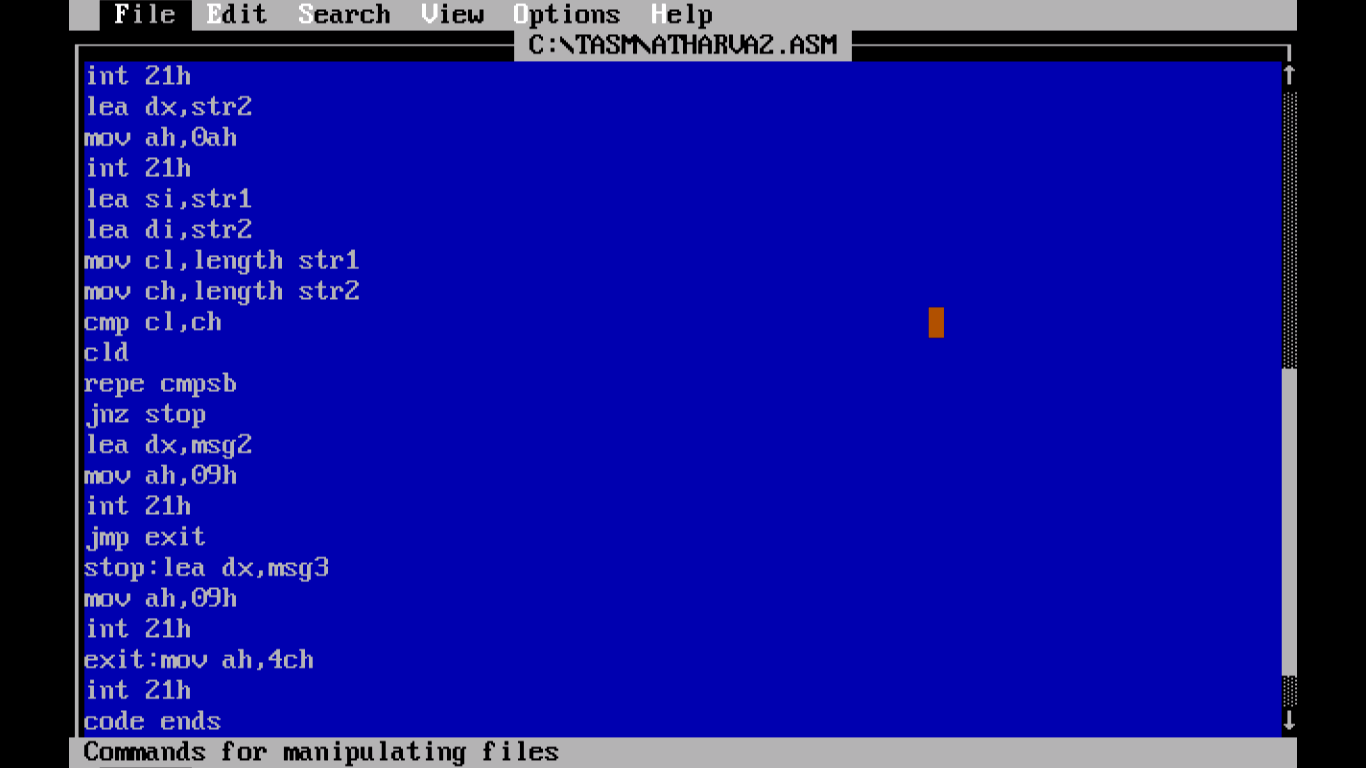 File Edit Search View Options Help
C:\TASM\ATHARVA2.ASM
int 21h
lea dx,str2
mov ah,0ah
int 21h
lea si,str1
lea di,str2
mov cl,length str1
mov ch,length str2
cmp cl,ch
cld
repe cmpsb
jnz stop
lea dx,msg2
mov ah,09h
int 21h
jmp exit
stop:lea dx,msg3
mov ah,09h
int 21h
exit:mov ah,4ch
int 21h
code ends
Commands for manipulating files